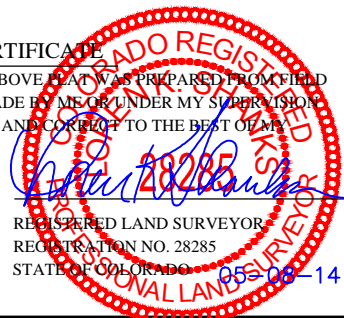 RTIFICATE
BOVE PLAT WAS PREPARED FROM FIELD
ADE BY ME OR UNDER MY SUPERVISION
AND CORRECT TO THE BEST OF MY
COLORADO REGISTERED
LOREN K. SHANKS
28285
PROFESSIONAL LAND SURVEYOR
REGISTERED LAND SURVEYOR
REGISTRATION NO. 28285
STATE OF COLORADO
05-08-14